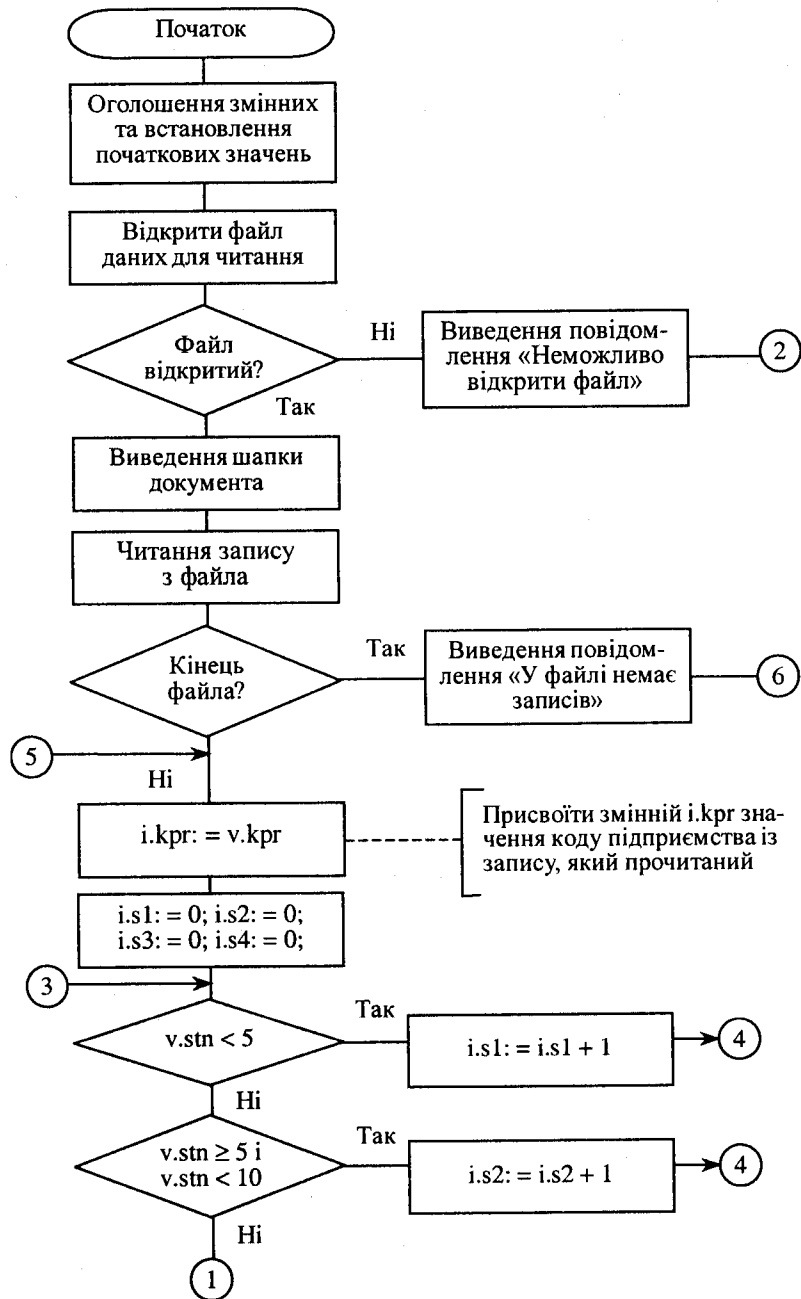 Початок
Оголошення змінних
та встановлення
початкових значень
Відкрити файл
даних для читання
Файл
відкритий?
Ні
Виведення повідом-
лення «Неможливо
відкрити файл»
2
Так
Виведення шапки
документа
Читання запису
з файла
Кінець
файла?
Так
Виведення повідом-
лення «У файлі немає
записів»
6
5
Ні
i.kpr: = v.kpr
Присвоїти змінній i.kpr зна-
чення коду підприємства із
запису, який прочитаний
i.s1: = 0; i.s2: = 0;
i.s3: = 0; i.s4: = 0;
3
v.stn < 5
Так
i.s1: = i.s1 + 1
4
Ні
v.stn ≥ 5 і
v.stn < 10
Так
i.s2: = i.s2 + 1
4
Ні
1